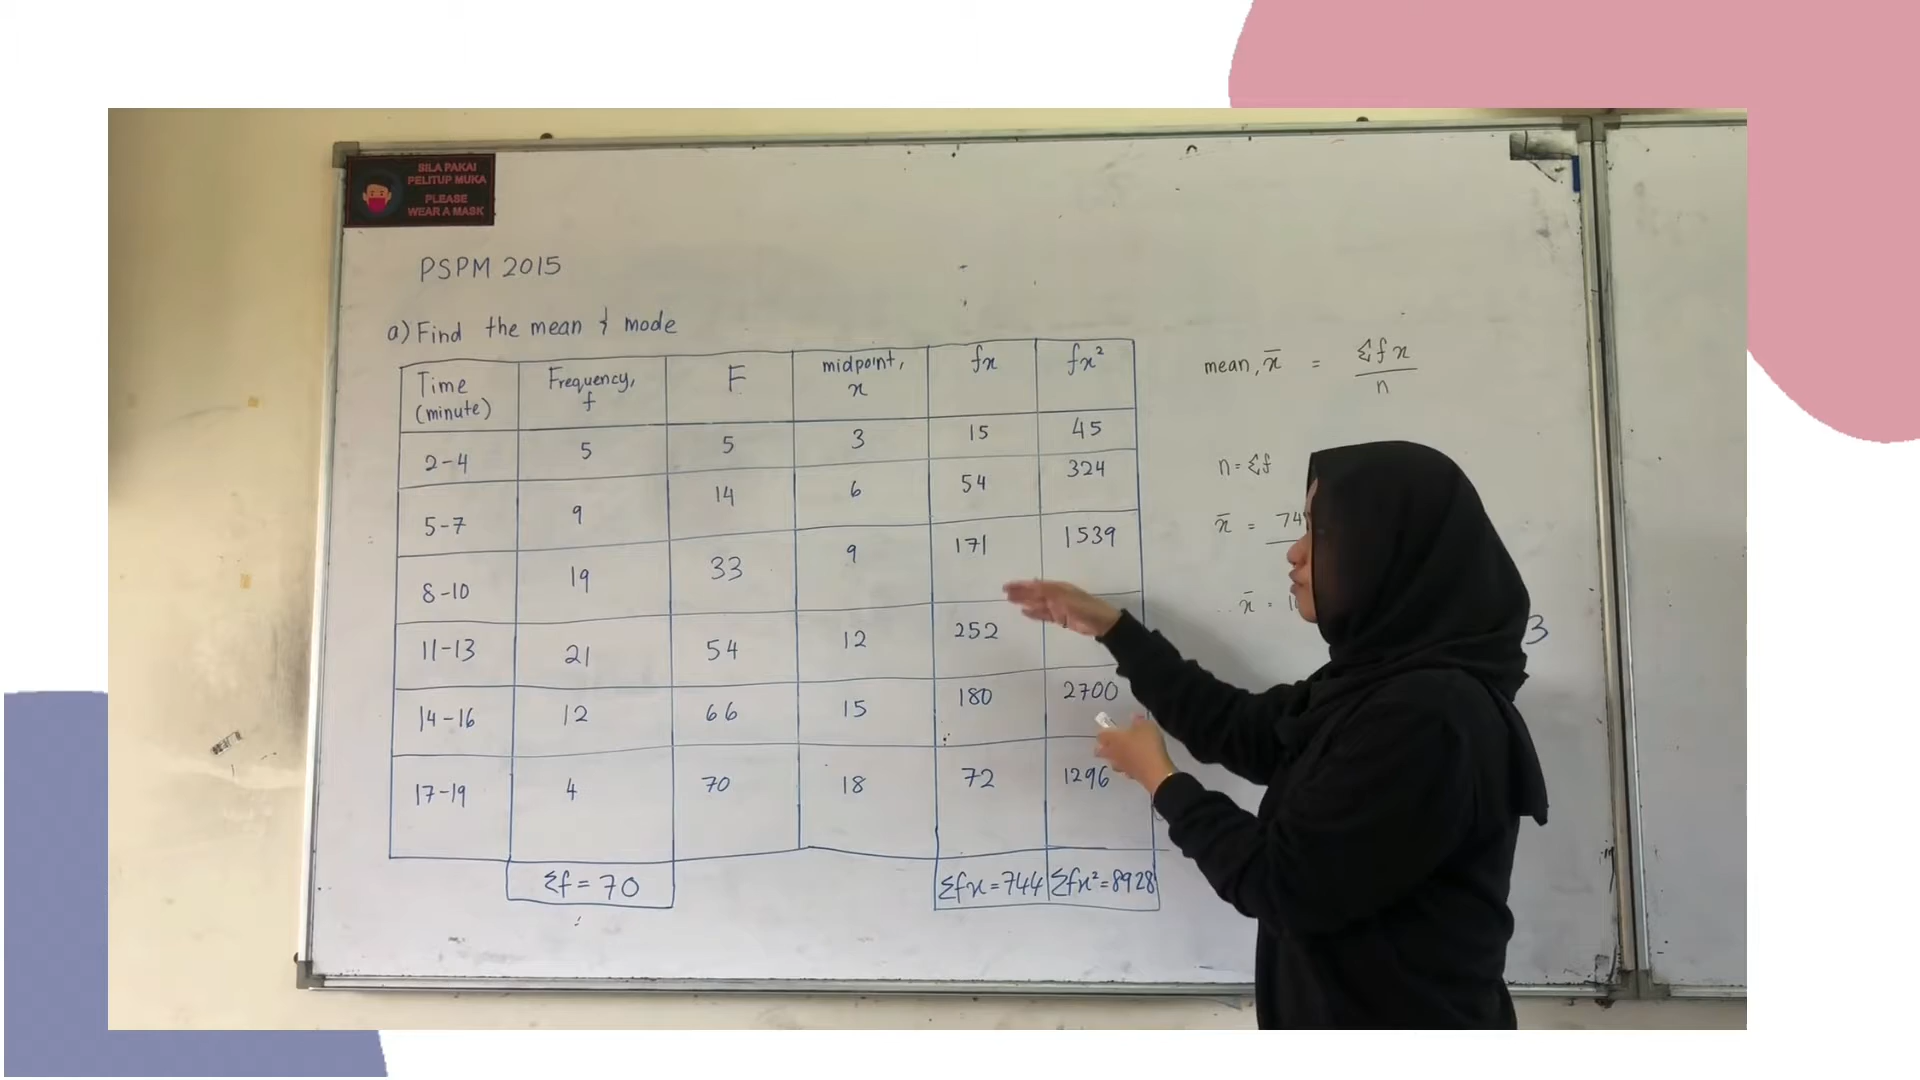 SILA PAKAI
PELITUP MUKA
PLEASE
WEAR A MASK
PSPM 2015
a) Find the mean & mode
Time (minute) Frequency, f F midpoint, x fx fx²
2-4 5 5 3 15 45
5-7 9 14 6 54 324
8-10 19 33 9 171 1539
11-13 21 54 12 252
14-16 12 66 15 180 2700
17-19 4 70 18 72 1296
Σf = 70 Σfx = 744 Σfx² = 8928
mean, x̄ = Σfx / n
n = Σf
x̄ = 74
∴ x̄ = 1
3